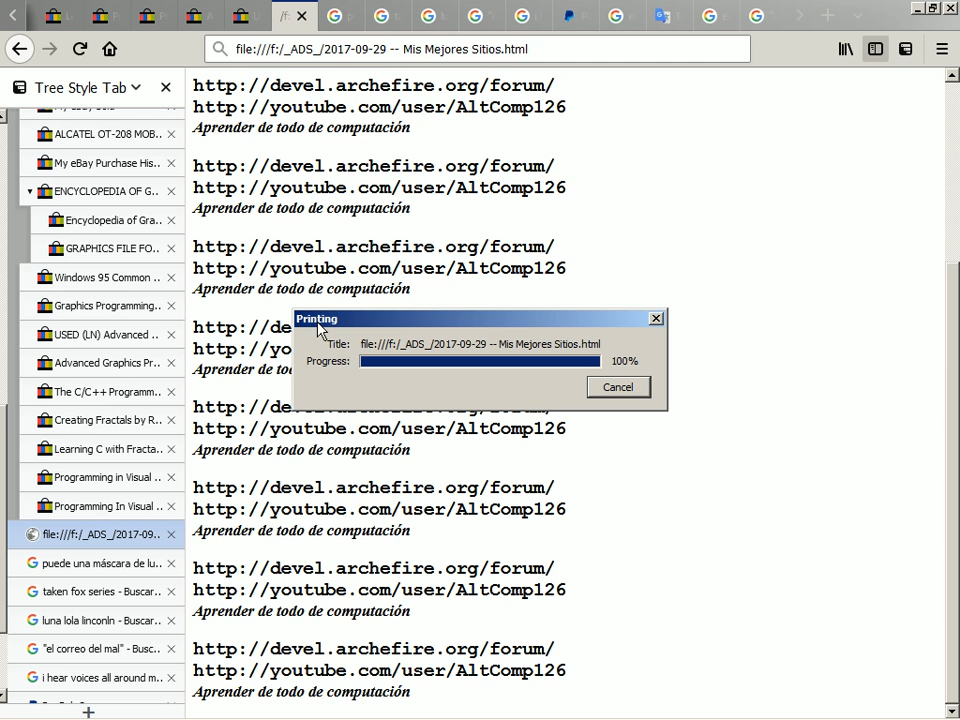 file:///f:/_ADS_/2017-09-29 -- Mis Mejores Sitios.html
Tree Style Tab
ALCATEL OT-208 MOB..
My eBay Purchase His..
ENCYCLOPEDIA OF G..
Encyclopedia of Gra..
GRAPHICS FILE FO..
Windows 95 Common ..
Graphics Programming..
USED (LN) Advanced ..
Advanced Graphics Pr..
The C/C++ Programm..
Creating Fractals by R..
Learning C with Fracta..
Programming in Visual ..
Programming In Visual ..
file:///f:/_ADS_/2017-09..
puede una máscara de lu..
taken fox series - Buscar..
luna lola linconln - Buscar..
"el correo del mal" - Busc..
i hear voices all around m..
http://devel.archefire.org/forum/
http://youtube.com/user/AltComp126
Aprender de todo de computación
http://devel.archefire.org/forum/
http://youtube.com/user/AltComp126
Aprender de todo de computación
http://devel.archefire.org/forum/
http://youtube.com/user/AltComp126
Aprender de todo de computación
Printing
Title: file:///f:/_ADS_/2017-09-29 -- Mis Mejores Sitios.html
Progress: 100%
Cancel
http://youtube.com/user/AltComp126
Aprender de todo de computación
http://devel.archefire.org/forum/
http://youtube.com/user/AltComp126
Aprender de todo de computación
http://devel.archefire.org/forum/
http://youtube.com/user/AltComp126
Aprender de todo de computación
http://devel.archefire.org/forum/
http://youtube.com/user/AltComp126
Aprender de todo de computación